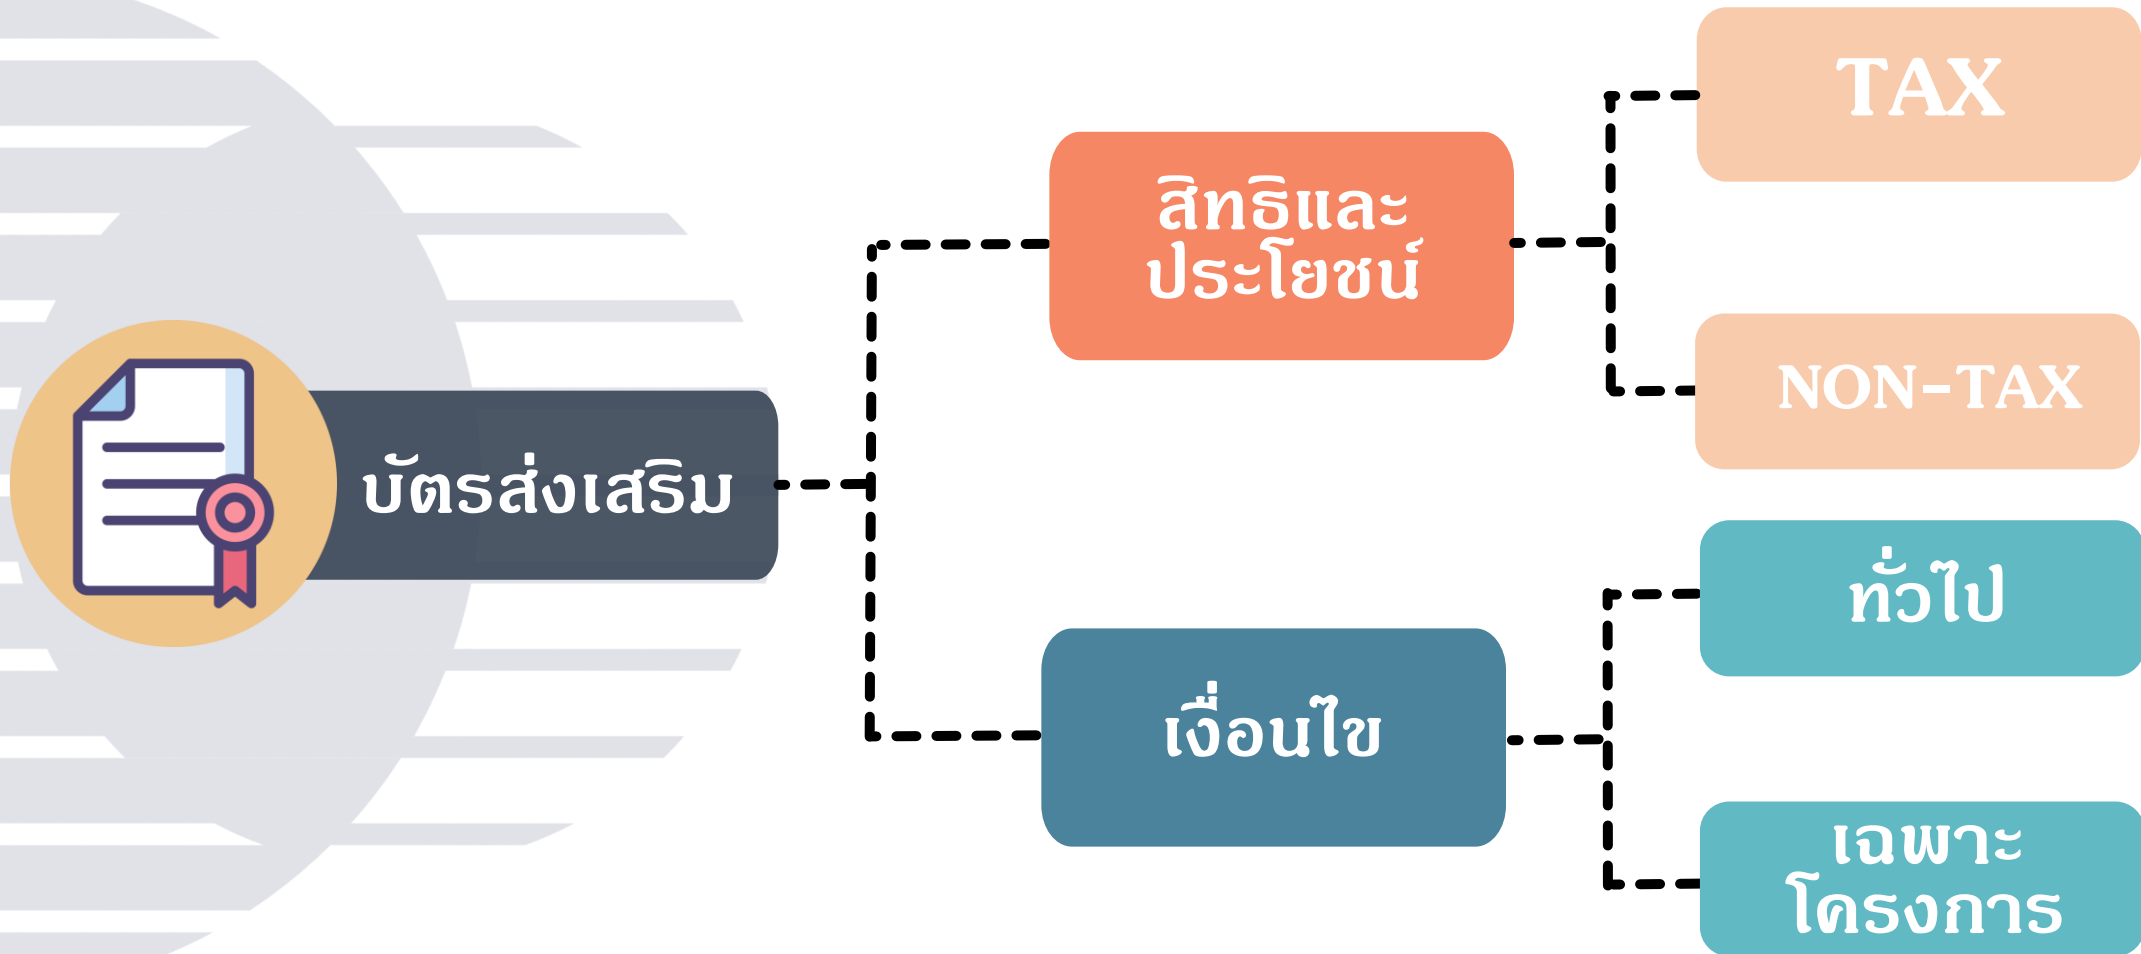 บัตรส่งเสริม
สิทธิและ
ประโยชน์
TAX
NON-TAX
เงื่อนไข
ทั่วไป
เฉพาะ
โครงการ